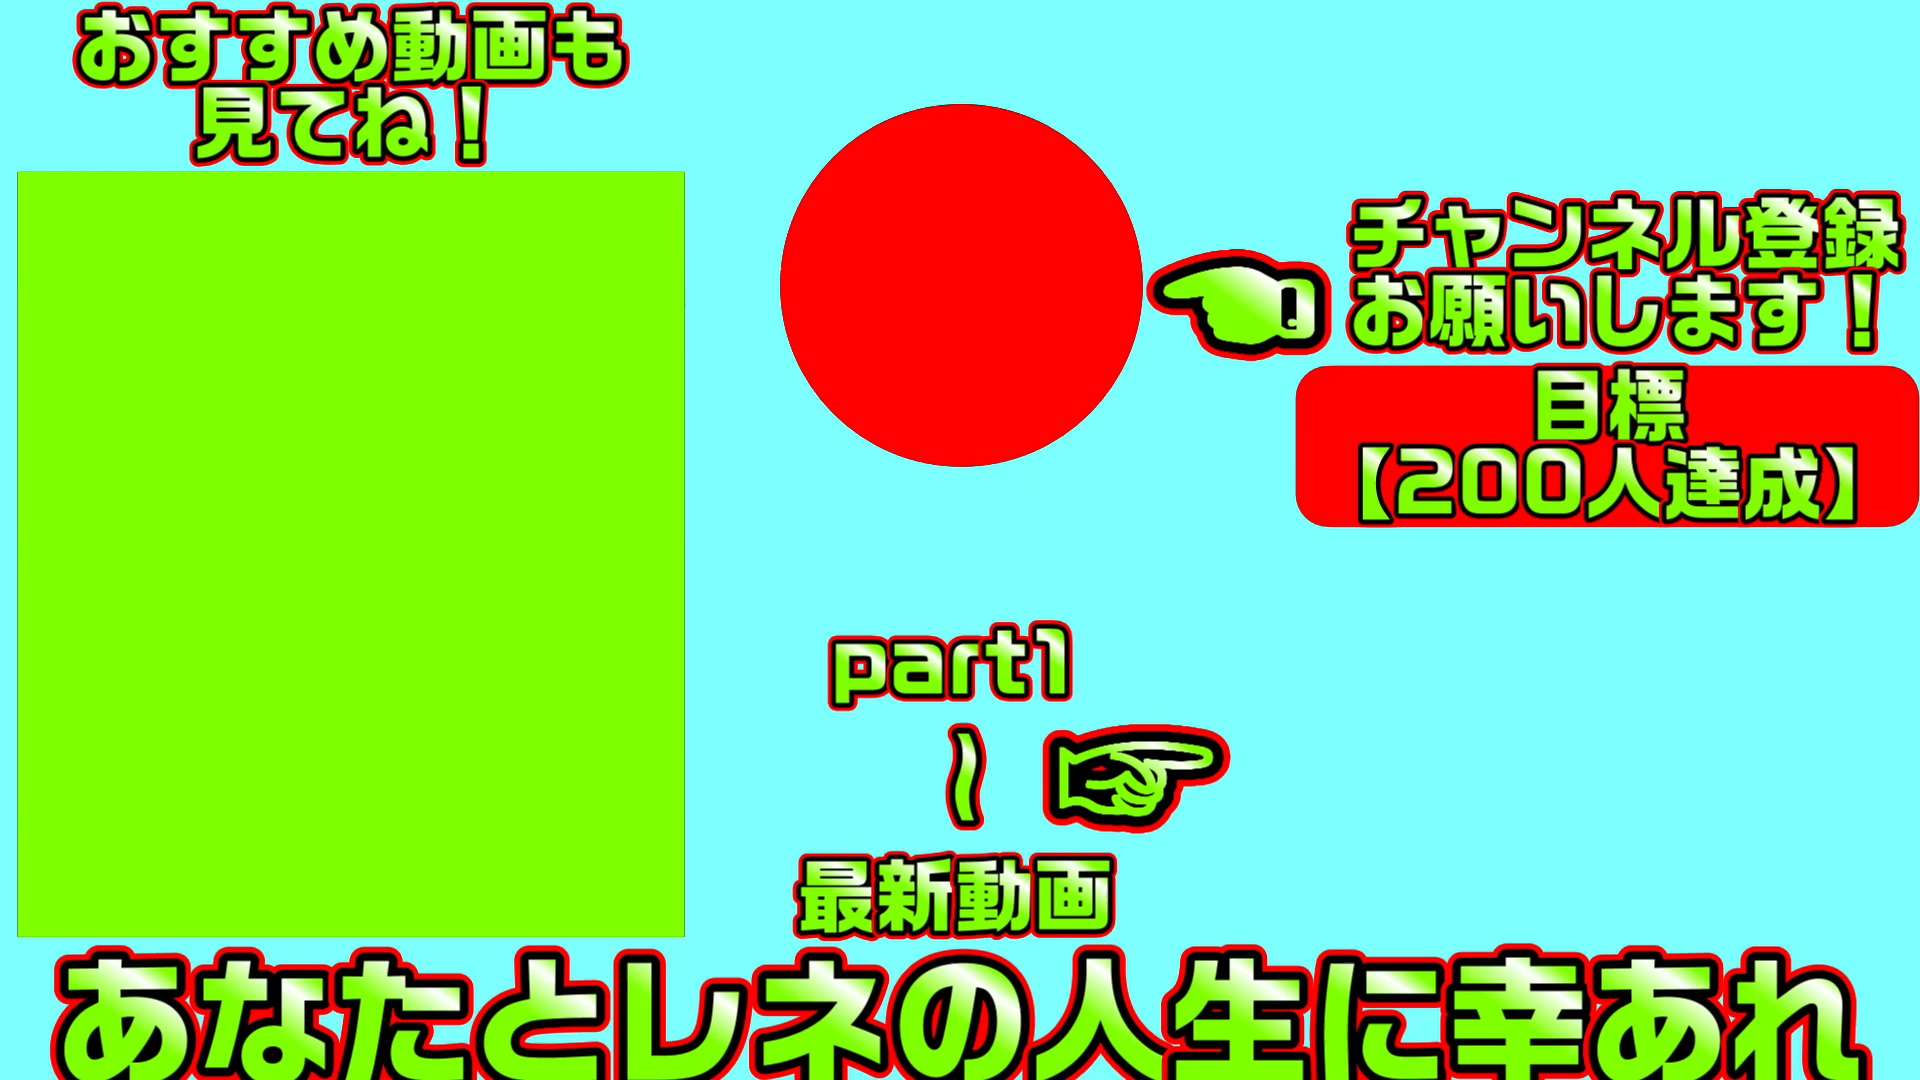 おすすめ動画も
見てね！
チャンネル登録
お願いします！
目標
【200人達成】
part1
～
最新動画
あなたとレネの人生に幸あれ